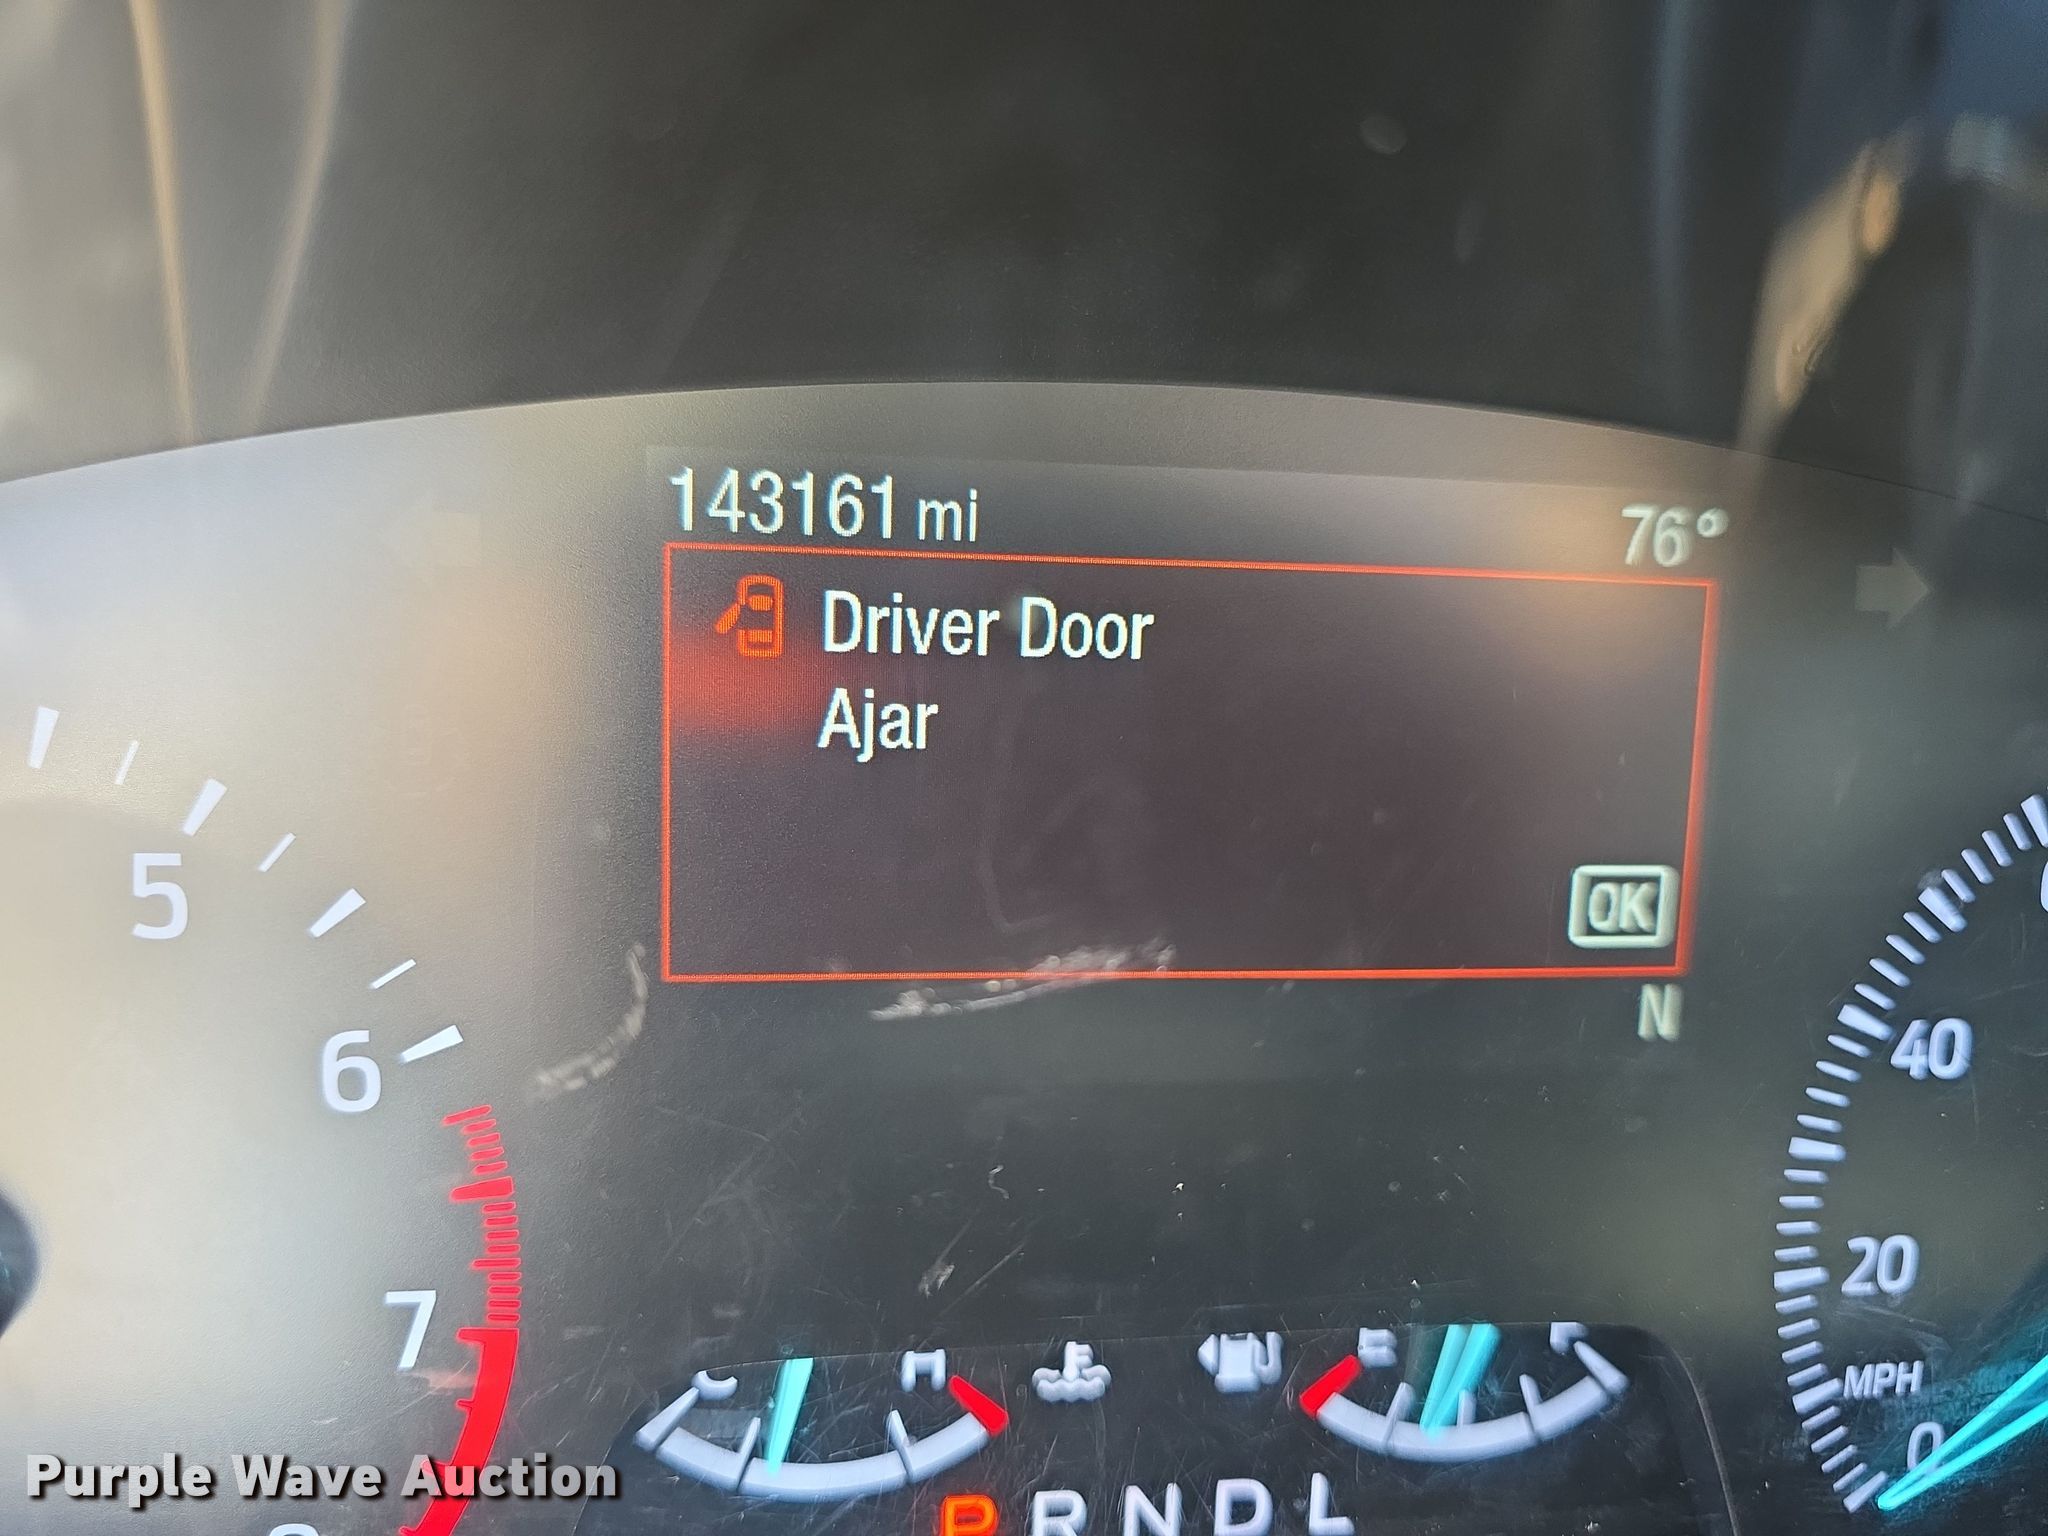 143161 mi 76°
Driver Door
Ajar
OK
N
5
6
7
40
20
MPH
0
C H
E F
P R N D L
Purple Wave Auction